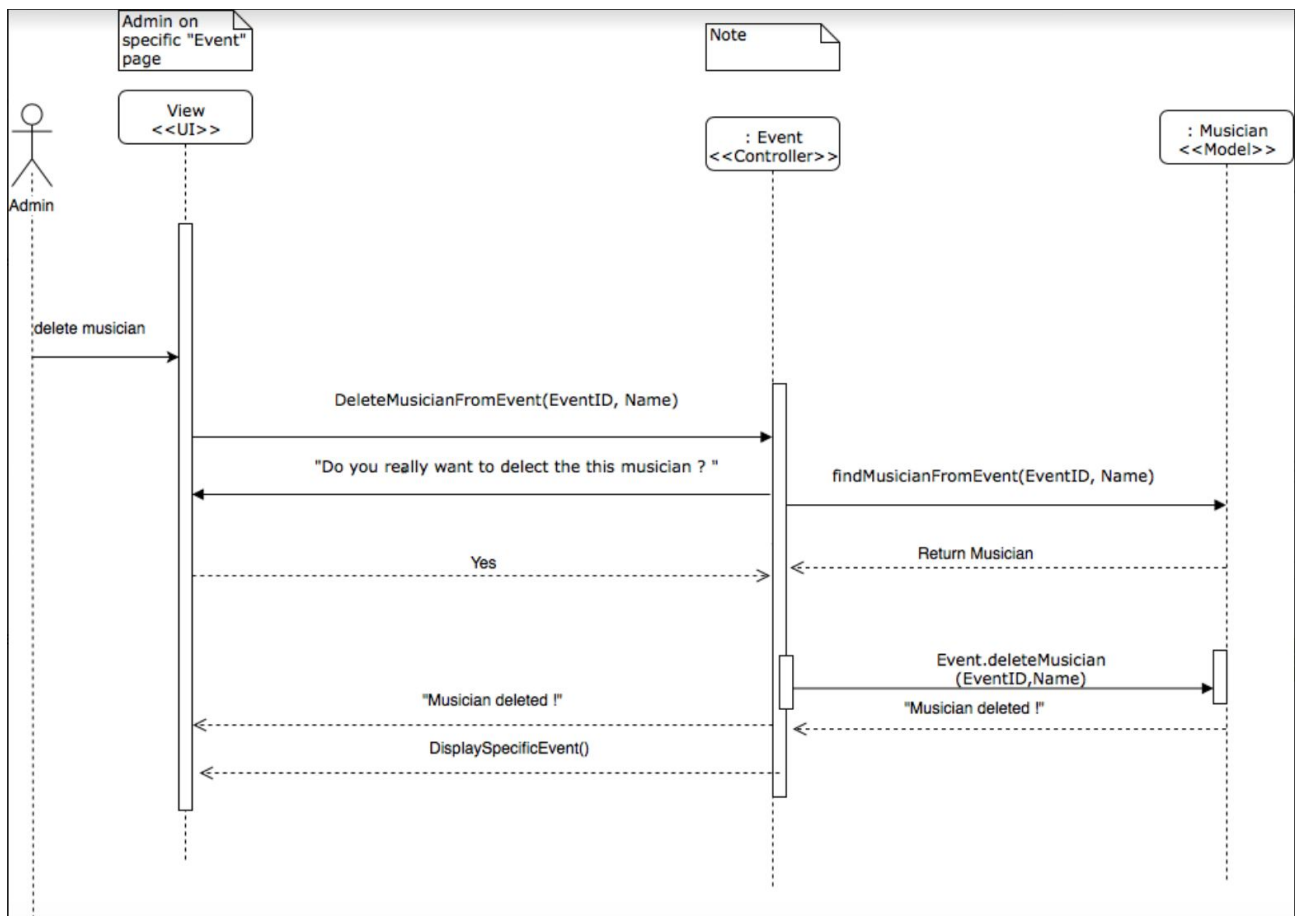 Admin on
specific "Event"
page
Note
View
<<UI>>
: Event
<<Controller>>
: Musician
<<Model>>
Admin
delete musician
DeleteMusicianFromEvent(EventID, Name)
"Do you really want to delect the this musician ? "
findMusicianFromEvent(EventID, Name)
Return Musician
Yes
Event.deleteMusician
(EventID,Name)
"Musician deleted !"
"Musician deleted !"
DisplaySpecificEvent()